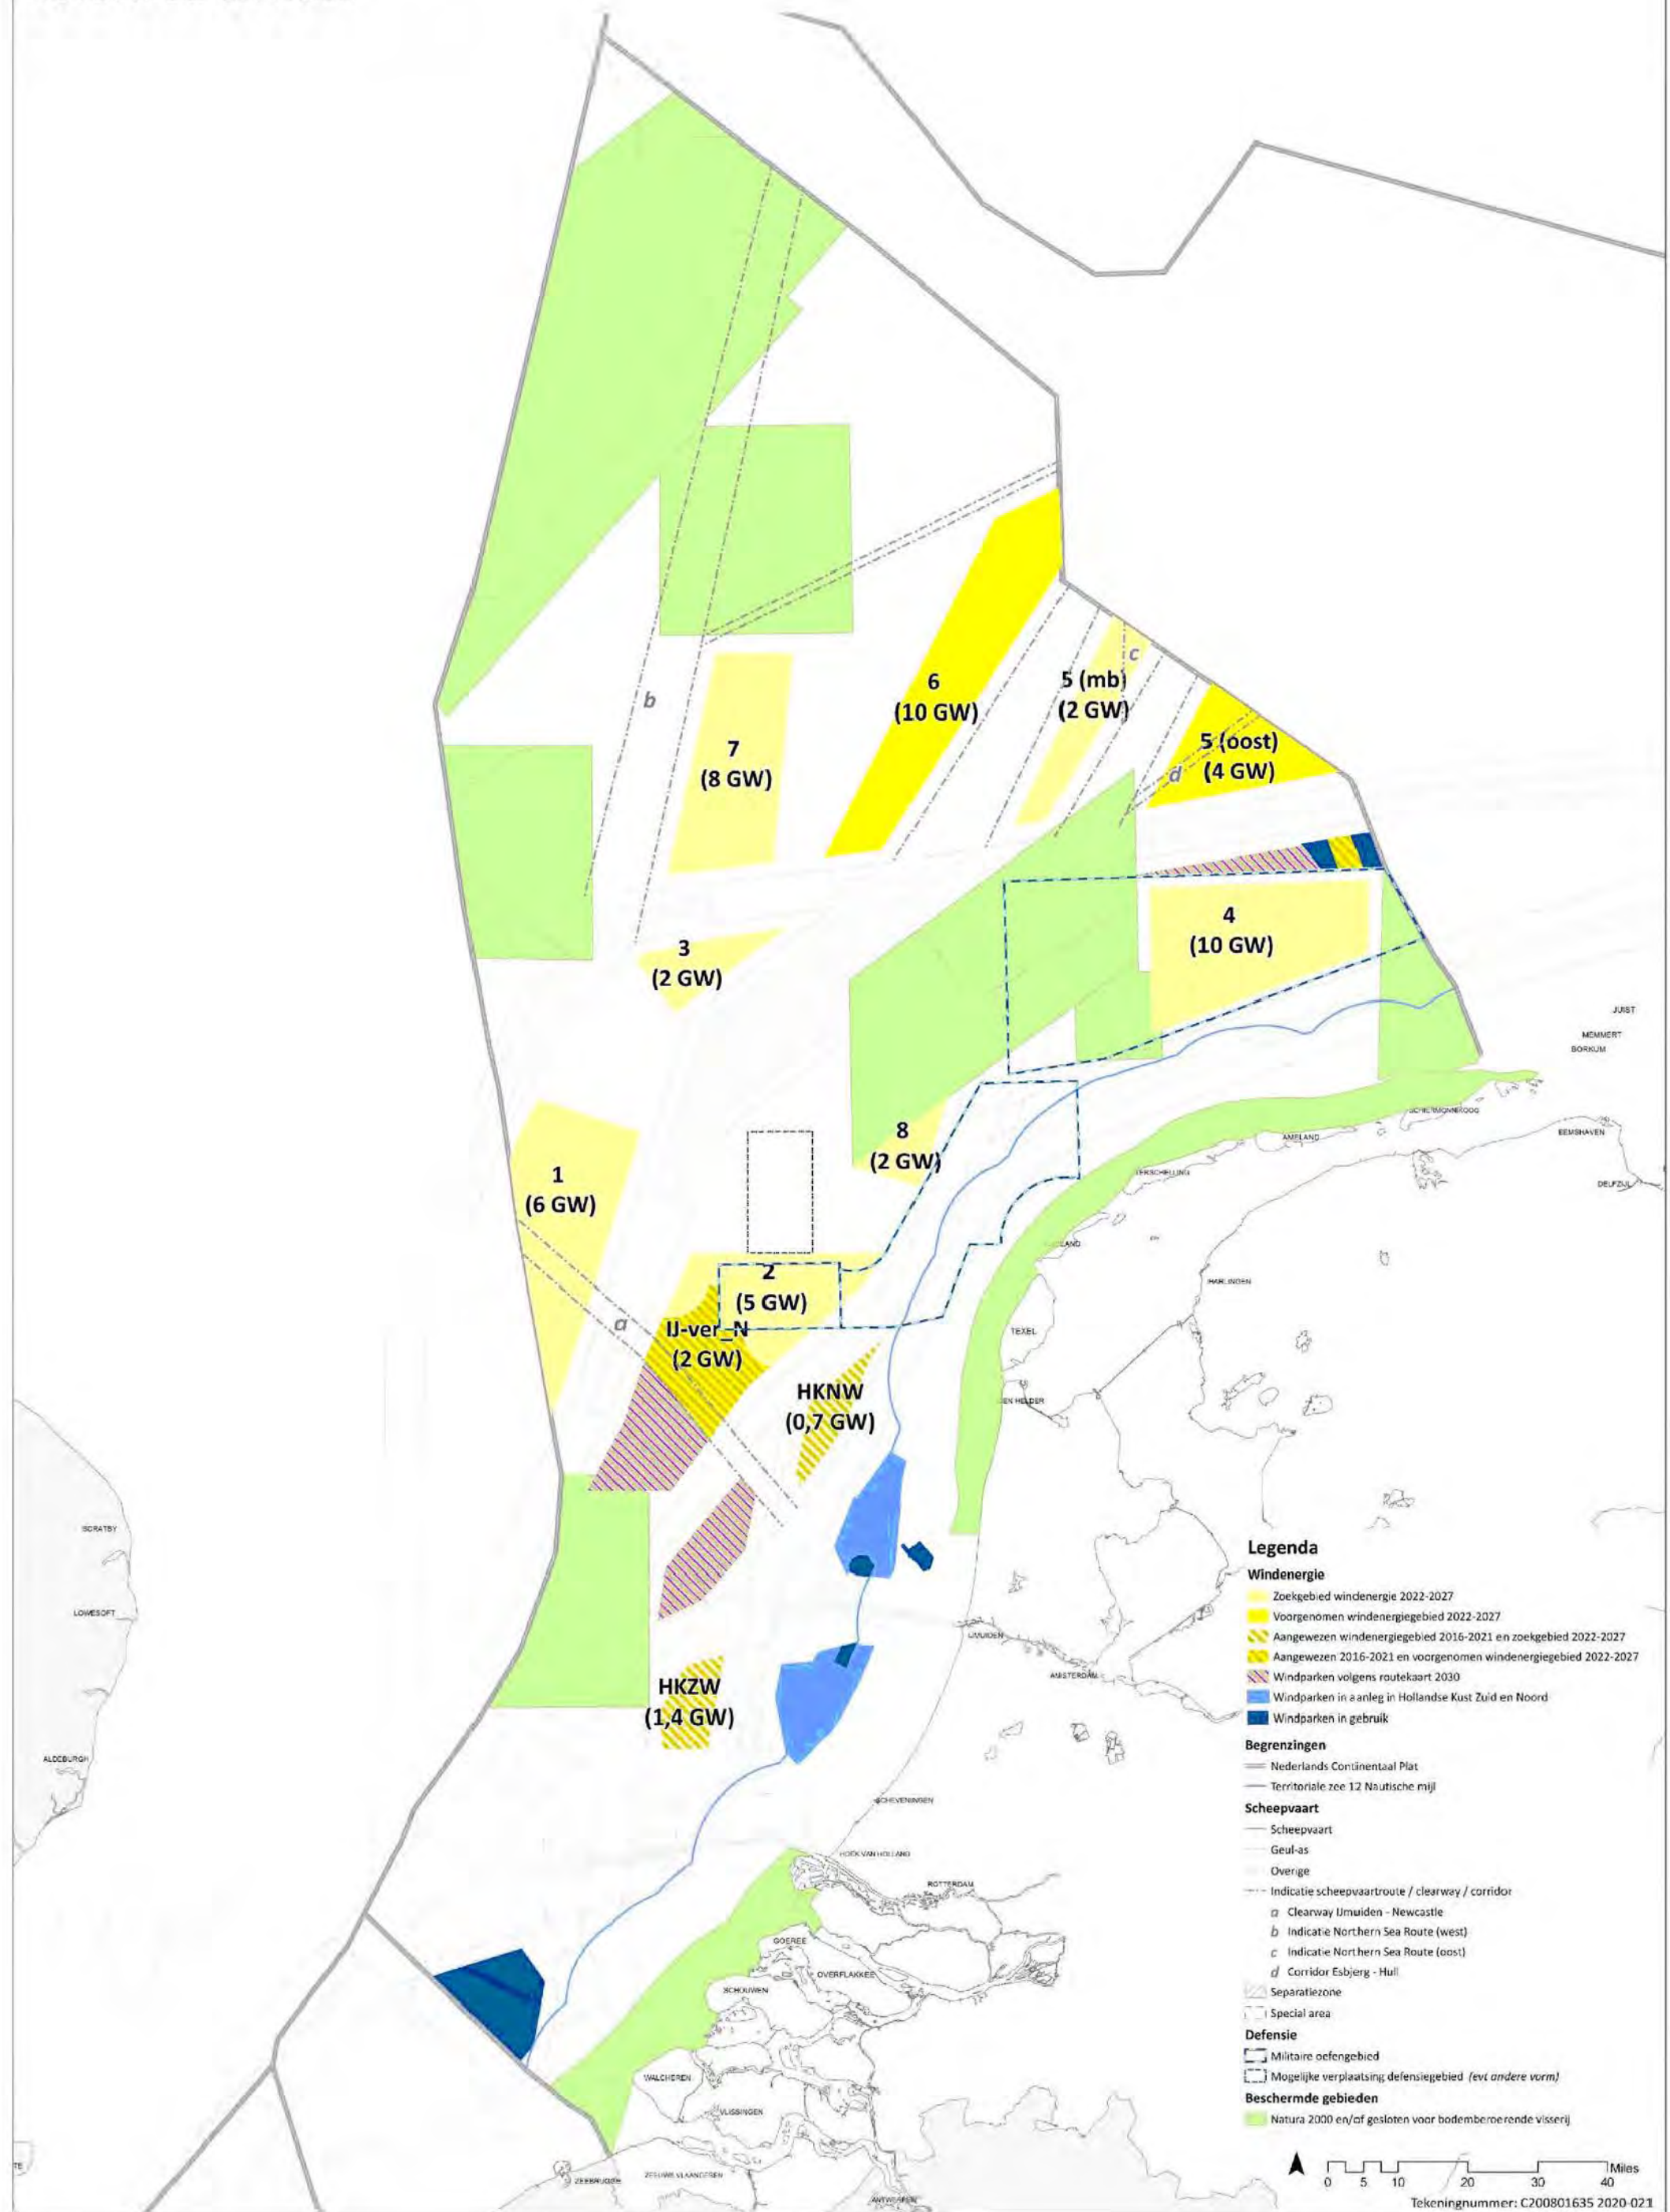 b
6
(10 GW)
5 (mb)
(2 GW)
c
7
(8 GW)
5 (oost)
(4 GW)
d
4
(10 GW)
3
(2 GW)
JUIST
MEMMERT
BORKUM
SCHIERMONNIKOOG
EEMSHAVEN
AMELAND
8
(2 GW)
TERSCHELLING
DELFZIJL
1
(6 GW)
2
(5 GW)
HARLINGEN
a
IJ-ver_N
(2 GW)
TEXEL
HKNW
(0,7 GW)
DEN HELDER
LOWESOFT
IJMUIDEN
AMSTERDAM
HKZW
(1,4 GW)
ALDEBURGH
SCHEVENINGEN
HOEK VAN HOLLAND
ROTTERDAM
GOEREE
OVERFLAKKEE
SCHOUWEN
WALCHEREN
VLISSINGEN
ZEEBRUGGE
ZEEUWS VLAANDEREN
ANTWERPEN
Legenda
Windenergie
Zoekgebied windenergie 2022-2027
Voorgenomen windenergiegebied 2022-2027
Aangewezen windenergiegebied 2016-2021 en zoekgebied 2022-2027
Aangewezen 2016-2021 en voorgenomen windenergiegebied 2022-2027
Windparken volgens routekaart 2030
Windparken in aanleg in Hollandse Kust Zuid en Noord
Windparken in gebruik
Begrenzingen
Nederlands Continentaal Plat
Territoriale zee 12 Nautische mijl
Scheepvaart
Scheepvaart
Geul-as
Overige
Indicatie scheepvaartroute / clearway / corridor
a Clearway IJmuiden - Newcastle
b Indicatie Northern Sea Route (west)
c Indicatie Northern Sea Route (oost)
d Corridor Esbjerg - Hull
Separatiezone
Special area
Defensie
Militaire oefengebied
Mogelijke verplaatsing defensiegebied (evt andere vorm)
Beschermde gebieden
Natura 2000 en/of gesloten voor bodemberoerende visserij
Miles
0 5 10 20 30 40
Tekeningnummer: C200801635 2020-021